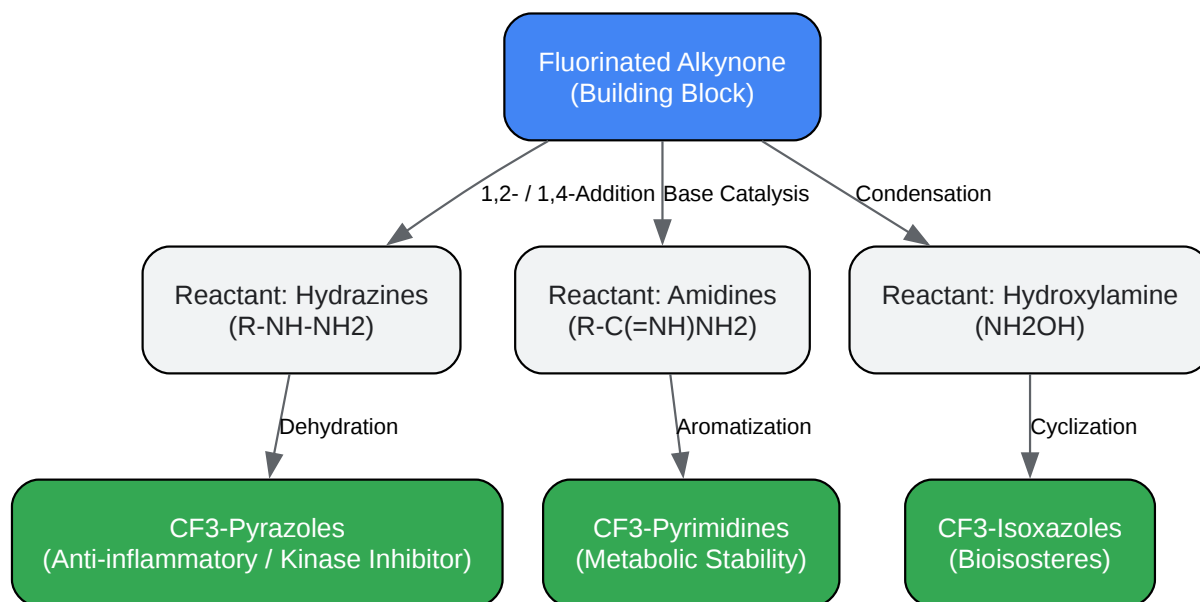 Fluorinated Alkynone
(Building Block)
1,2- / 1,4-Addition
Base Catalysis
Condensation
Reactant: Hydrazines
(R-NH-NH2)
Reactant: Amidines
(R-C(=NH)NH2)
Reactant: Hydroxylamine
(NH2OH)
Dehydration
Aromatization
Cyclization
CF3-Pyrazoles
(Anti-inflammatory / Kinase Inhibitor)
CF3-Pyrimidines
(Metabolic Stability)
CF3-Isoxazoles
(Bioisosteres)